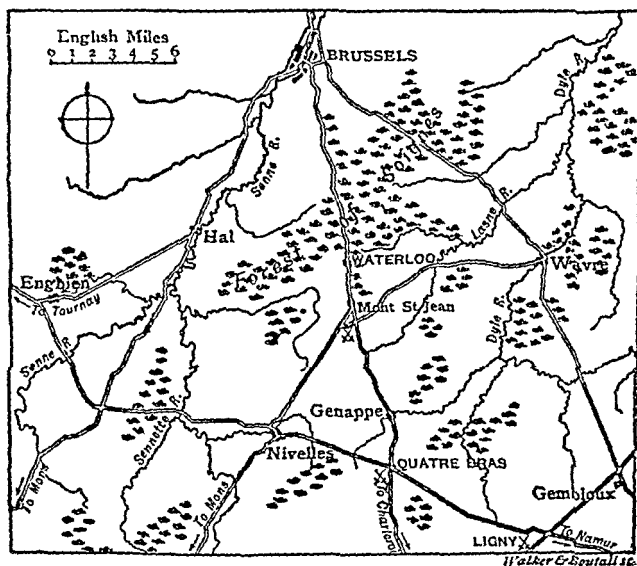 English Miles
0 1 2 3 4 5 6
BRUSSELS
Dyle R.
Forest of Soignes
Senne R.
Lasne R.
Hal
WATERLOO
Wavre
Enghien
To Tournay
Mont St Jean
Dyle R.
Senne R.
Sennette R.
Genappe
Nivelles
QUATRE BRAS
Gembloux
To Mons
To Mons
To Charleroi
LIGNY
To Namur
Walker & Boutall sc.